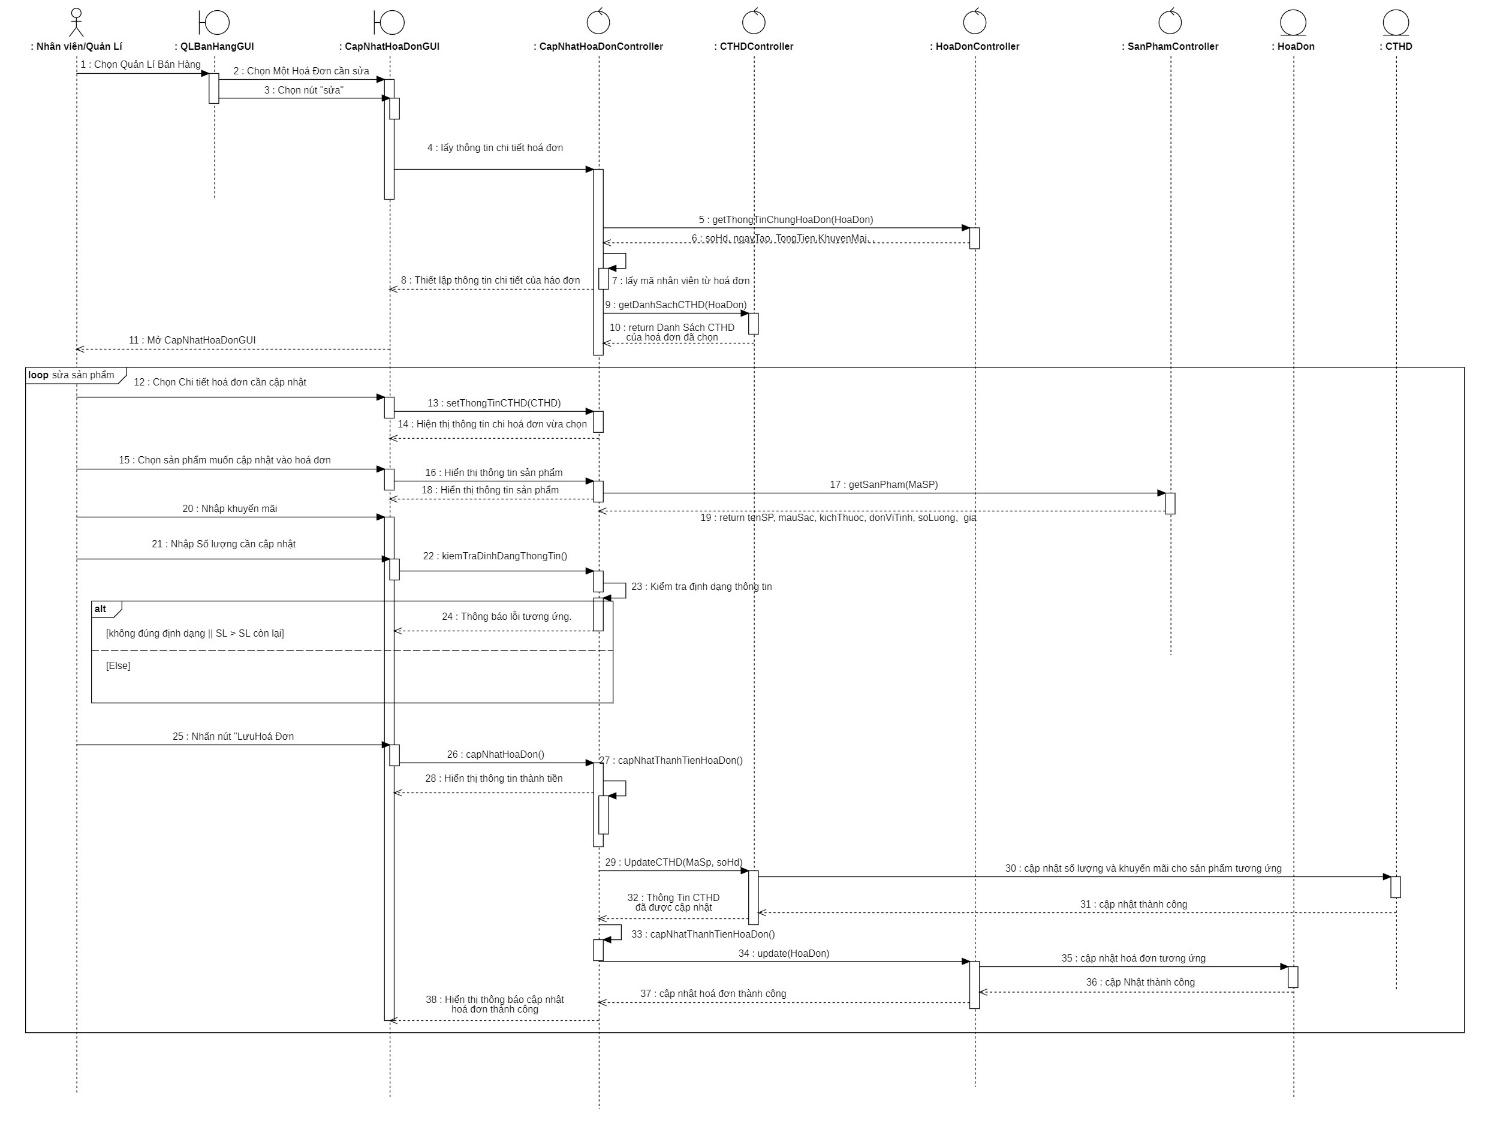 : Nhân viên/Quản Lí
: QLBanHangGUI
: CapNhatHoaDonGUI
: CapNhatHoaDonController
: CTHDController
: HoaDonController
: SanPhamController
: HoaDon
: CTHD
1 : Chọn Quản Lí Bán Hàng
2 : Chọn Một Hoá Đơn cần sửa
3 : Chọn nút "sửa"
4 : lấy thông tin chi tiết hoá đơn
5 : getThongTinChungHoaDon(HoaDon)
6 : soHd, ngayTao, TongTien,KhuyenMai,..
7 : lấy mã nhân viên từ hoá đơn
8 : Thiết lập thông tin chi tiết của háo đơn
9 : getDanhSachCTHD(HoaDon)
10 : return Danh Sách CTHD
của hoá đơn đã chọn
11 : Mở CapNhatHoaDonGUI
loop sửa sản phẩm
12 : Chọn Chi tiết hoá đơn cần cập nhật
13 : setThongTinCTHD(CTHD)
14 : Hiện thị thông tin chi hoá đơn vừa chọn
15 : Chọn sản phẩm muốn cập nhật vào hoá đơn
16 : Hiển thị thông tin sản phẩm
17 : getSanPham(MaSP)
18 : Hiển thị thông tin sản phẩm
19 : return tenSP, mauSac, kichThuoc, donViTinh, soLuong, gia
20 : Nhập khuyến mãi
21 : Nhập Số lượng cần cập nhật
22 : kiemTraDinhDangThongTin()
23 : Kiểm tra định dạng thông tin
alt
24 : Thông báo lỗi tương ứng.
[không đúng định dạng || SL > SL còn lại]
[Else]
25 : Nhấn nút "LưuHoá Đơn
26 : capNhatHoaDon()
27 : capNhatThanhTienHoaDon()
28 : Hiển thị thông tin thành tiền
29 : UpdateCTHD(MaSp, soHd)
30 : cập nhật số lượng và khuyến mãi cho sản phẩm tương ứng
31 : cập nhật thành công
32 : Thông Tin CTHD
đã được cập nhật
33 : capNhatThanhTienHoaDon()
34 : update(HoaDon)
35 : cập nhật hoá đơn tương ứng
36 : cập Nhật thành công
37 : cập nhật hoá đơn thành công
38 : Hiển thị thông báo cập nhật
hoá đơn thành công